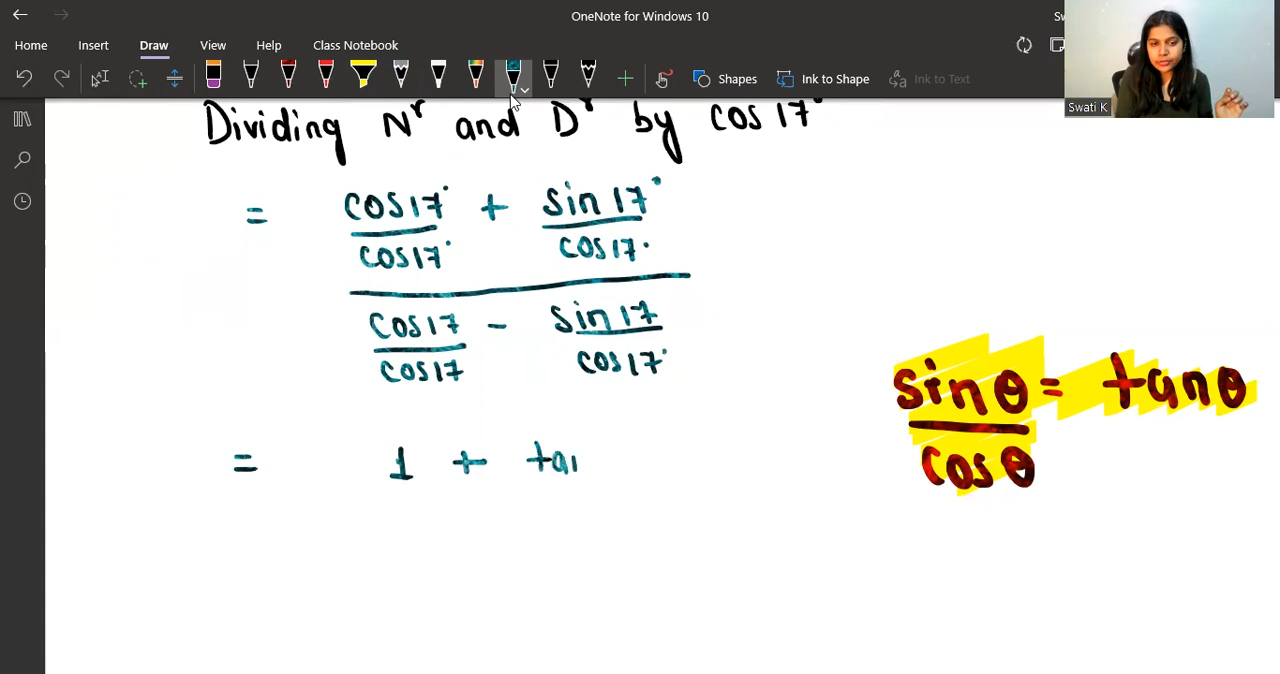 OneNote for Windows 10
Home Insert Draw View Help Class Notebook
Shapes Ink to Shape Ink to Text
Swati K
Dividing Nʳ and Dʳ by cos 17°
= cos17° + sin 17°
cos17° cos17°
cos17 - sin 17
cos17 cos17°
sinθ = tanθ
cosθ
= 1 +